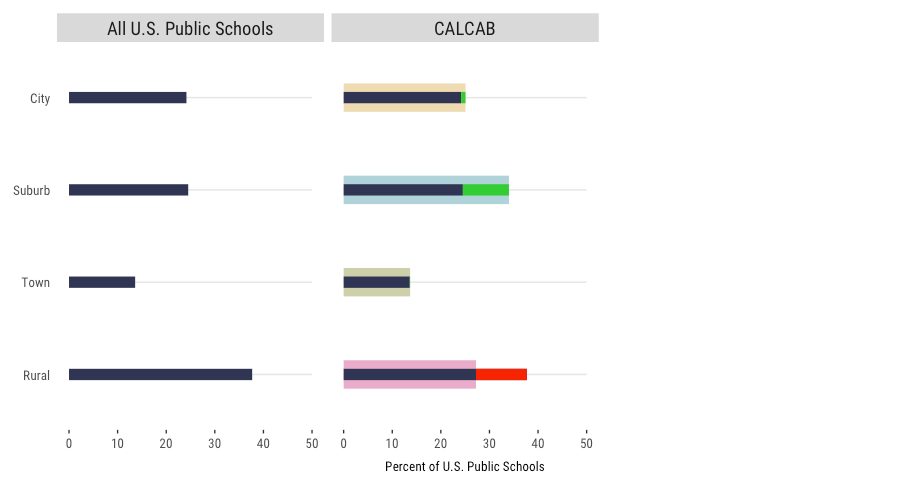 All U.S. Public Schools CALCAB
City
Suburb
Town
Rural
0 10 20 30 40 50 0 10 20 30 40 50
Percent of U.S. Public Schools